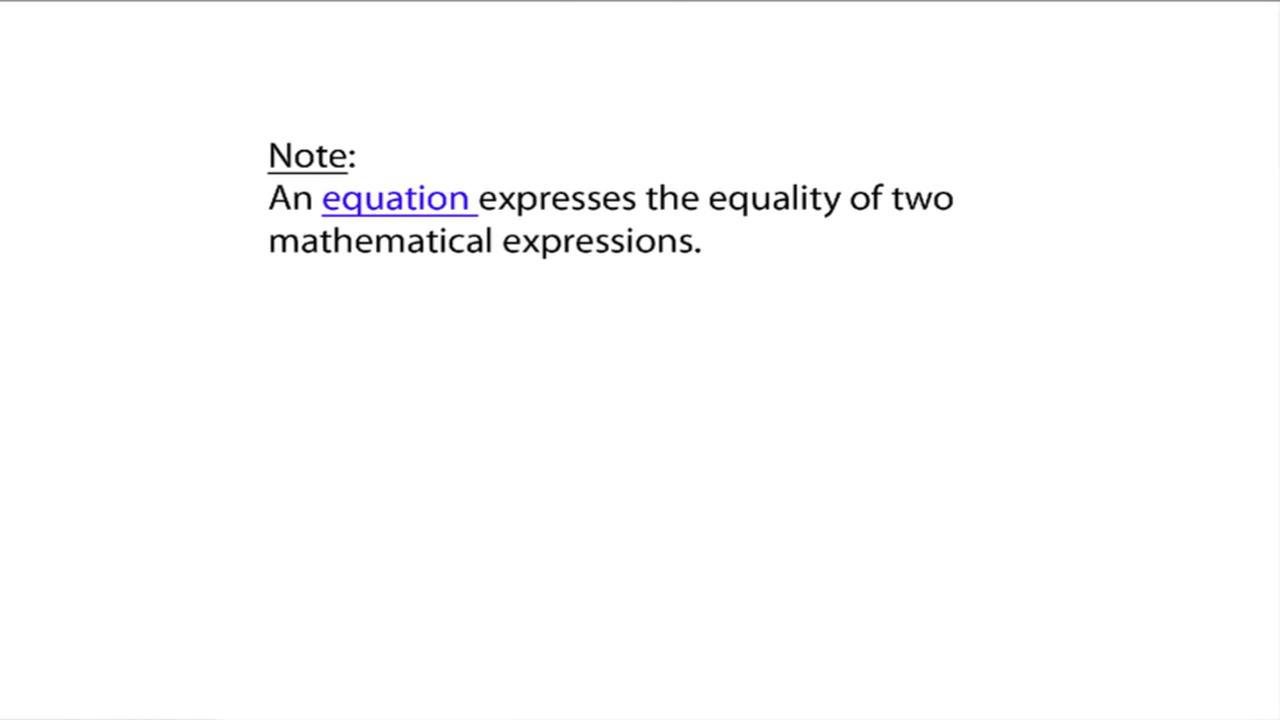 Note:
An equation expresses the equality of two
mathematical expressions.